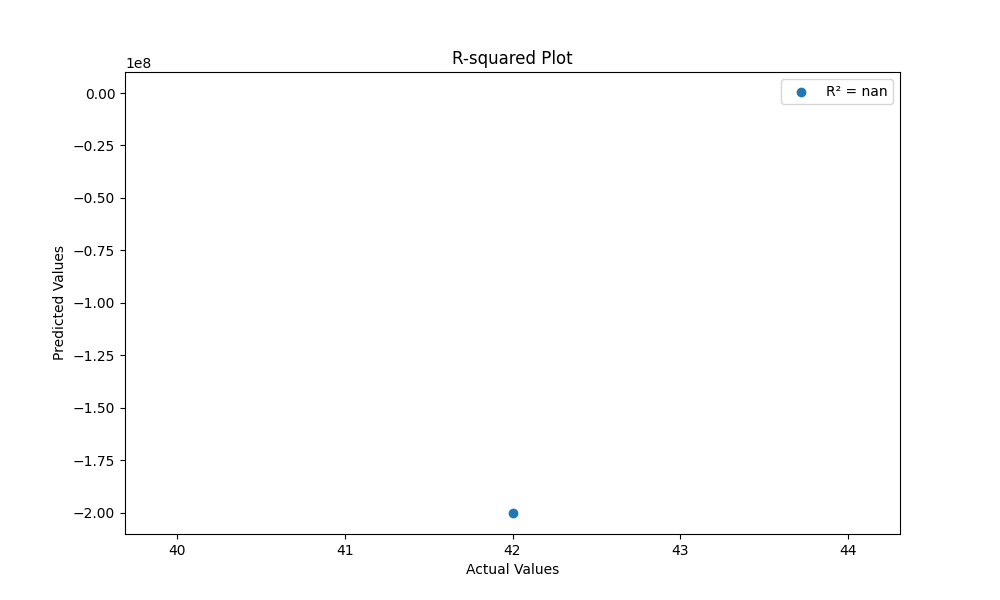 R-squared Plot
1e8
R² = nan
0.00
−0.25
−0.50
−0.75
−1.00
−1.25
−1.50
−1.75
−2.00
Predicted Values
40 41 42 43 44
Actual Values